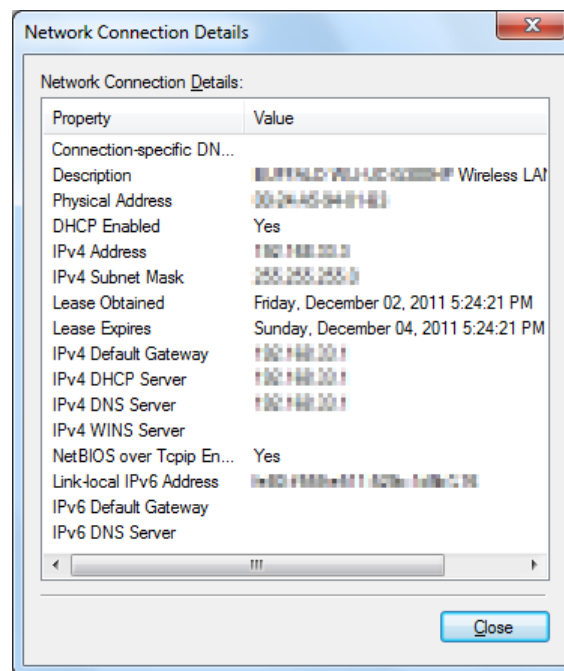 Network Connection Details
Network Connection Details:
Property Value
Connection-specific DN...
Description Wireless LAN
Physical Address
DHCP Enabled Yes
IPv4 Address
IPv4 Subnet Mask
Lease Obtained Friday, December 02, 2011 5:24:21 PM
Lease Expires Sunday, December 04, 2011 5:24:21 PM
IPv4 Default Gateway
IPv4 DHCP Server
IPv4 DNS Server
IPv4 WINS Server
NetBIOS over Tcpip En... Yes
Link-local IPv6 Address
IPv6 Default Gateway
IPv6 DNS Server
Close